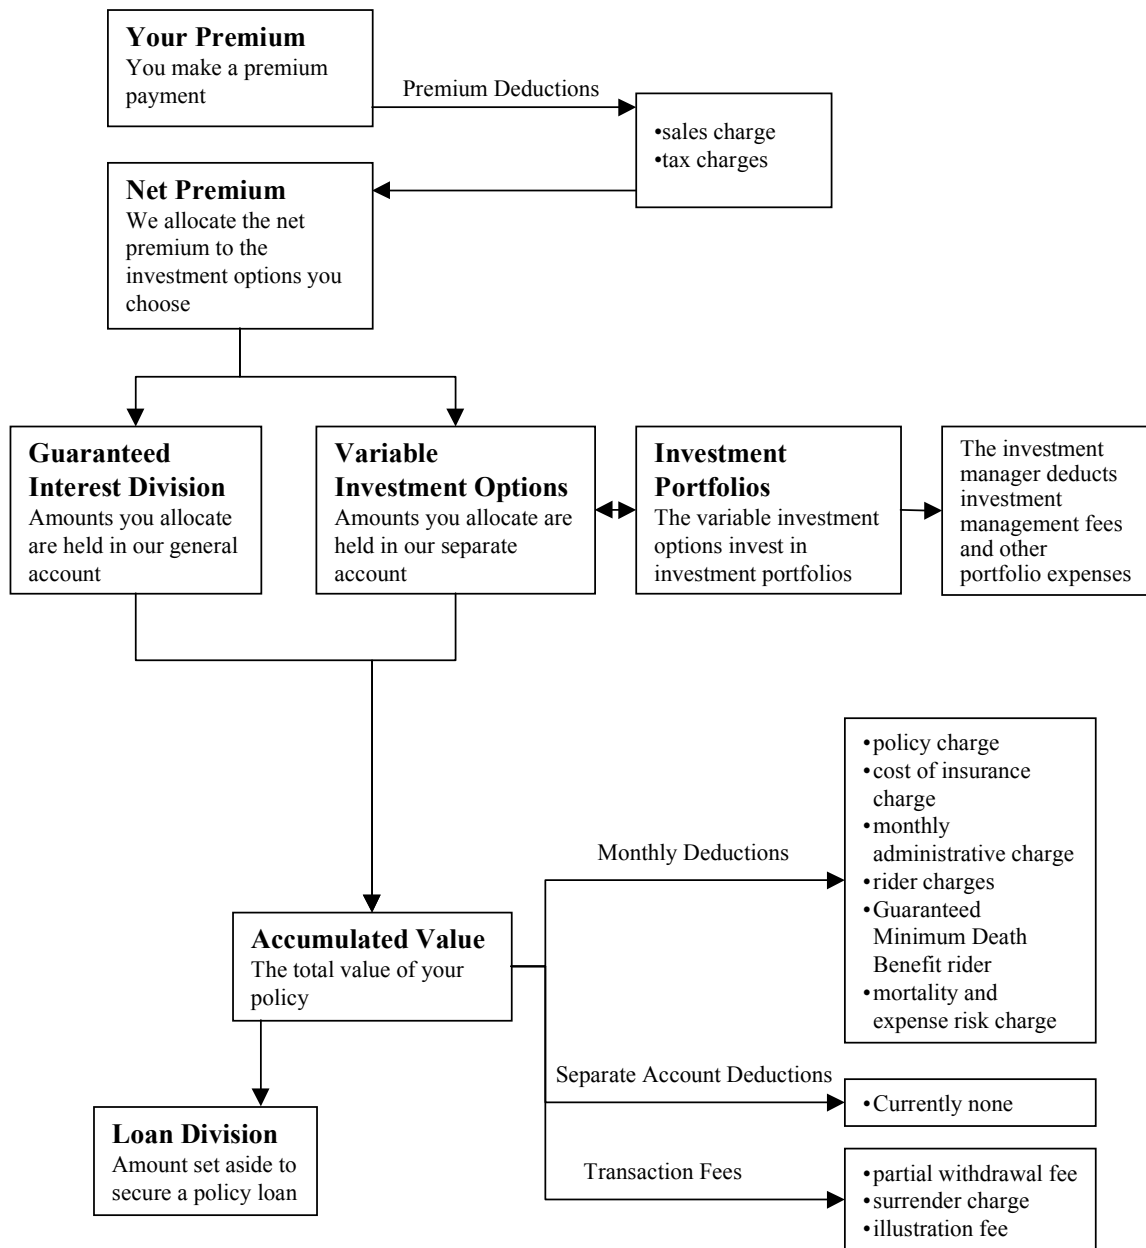 Your Premium
You make a premium
payment
Premium Deductions
•sales charge
•tax charges
Net Premium
We allocate the net
premium to the
investment options you
choose
Guaranteed
Interest Division
Amounts you allocate
are held in our general
account
Variable
Investment Options
Amounts you allocate are
held in our separate
account
Investment
Portfolios
The variable investment
options invest in
investment portfolios
The investment
manager deducts
investment
management fees
and other
portfolio expenses
Monthly Deductions
•policy charge
•cost of insurance
charge
•monthly
administrative charge
•rider charges
•Guaranteed
Minimum Death
Benefit rider
•mortality and
expense risk charge
Accumulated Value
The total value of your
policy
Separate Account Deductions
•Currently none
Loan Division
Amount set aside to
secure a policy loan
Transaction Fees
•partial withdrawal fee
•surrender charge
•illustration fee